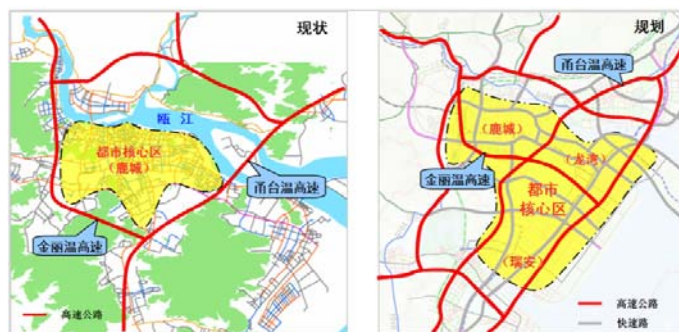 现状
瓯 江
都市核心区
（鹿城）
甬台温高速
金丽温高速
高速公路
规划
甬台温高速
（鹿城）
（龙湾）
金丽温高速
都市
核心区
（瑞安）
高速公路
快速路